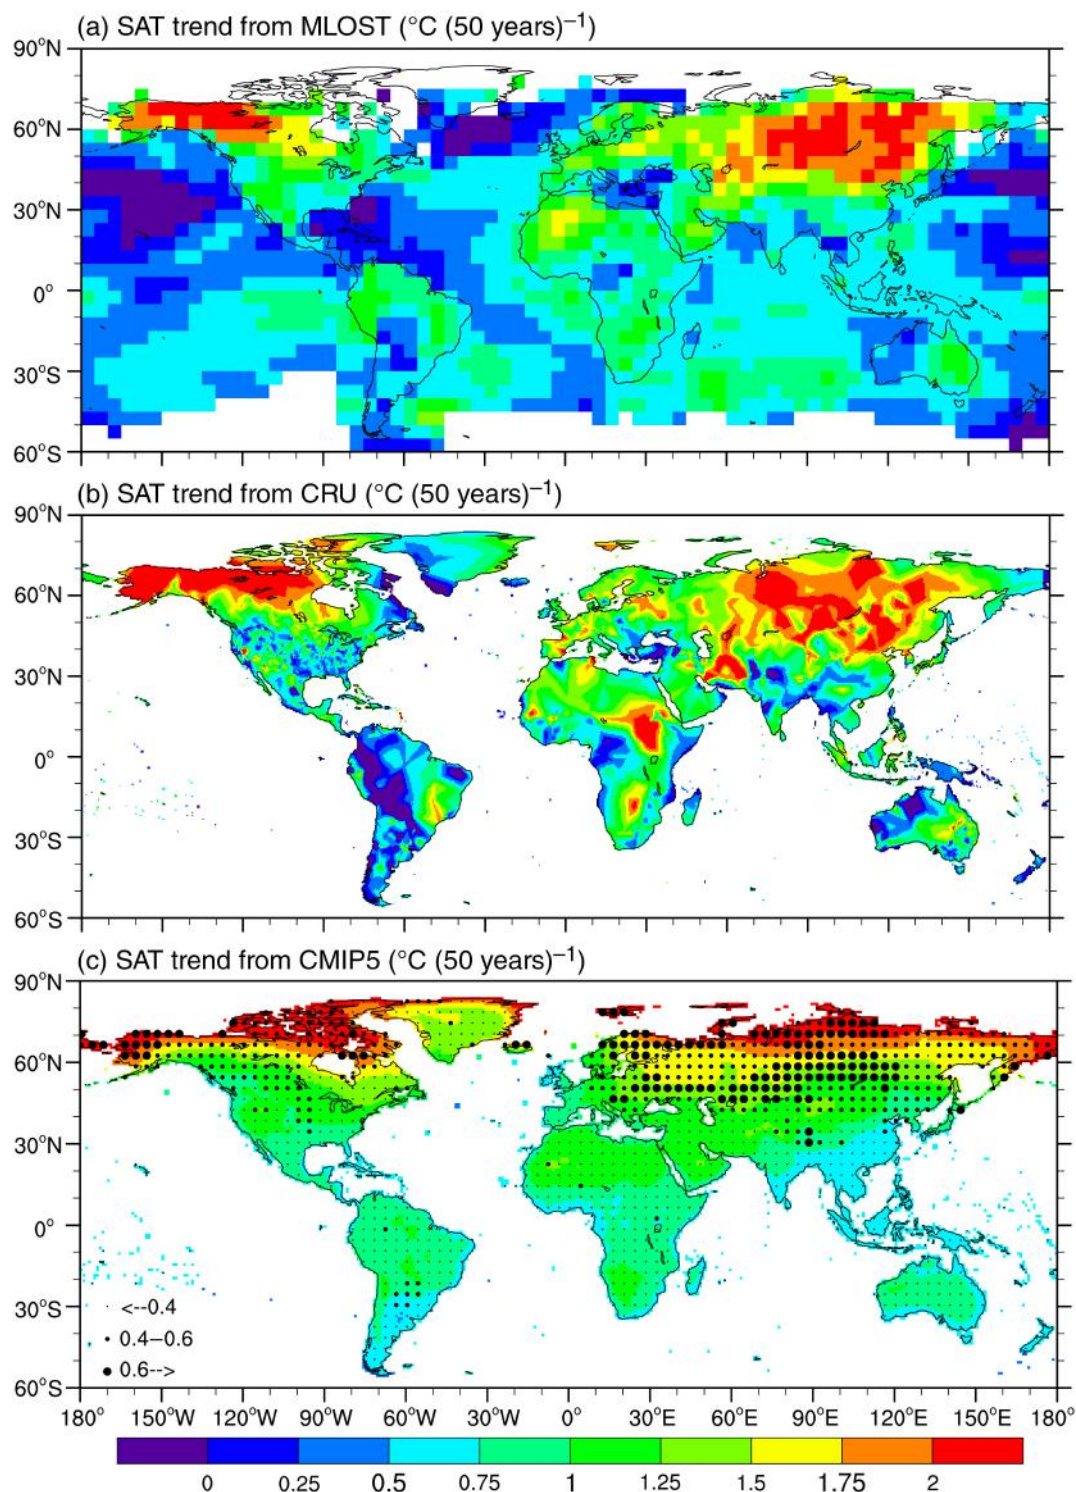 (a) SAT trend from MLOST (°C (50 years)⁻¹)
90°N
60°N
30°N
0°
30°S
60°S
(b) SAT trend from CRU (°C (50 years)⁻¹)
90°N
60°N
30°N
0°
30°S
60°S
(c) SAT trend from CMIP5 (°C (50 years)⁻¹)
90°N
60°N
30°N
0°
30°S
<--0.4
0.4–0.6
0.6-->
60°S
180° 150°W 120°W 90°W 60°W 30°W 0° 30°E 60°E 90°E 120°E 150°E 180°
0 0.25 0.5 0.75 1 1.25 1.5 1.75 2